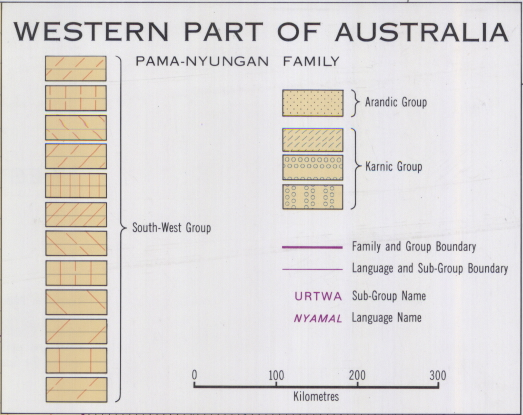 WESTERN PART OF AUSTRALIA
PAMA-NYUNGAN FAMILY
South-West Group
Arandic Group
Karnic Group
Family and Group Boundary
Language and Sub-Group Boundary
URTWA Sub-Group Name
NYAMAL Language Name
0 100 200 300
Kilometres